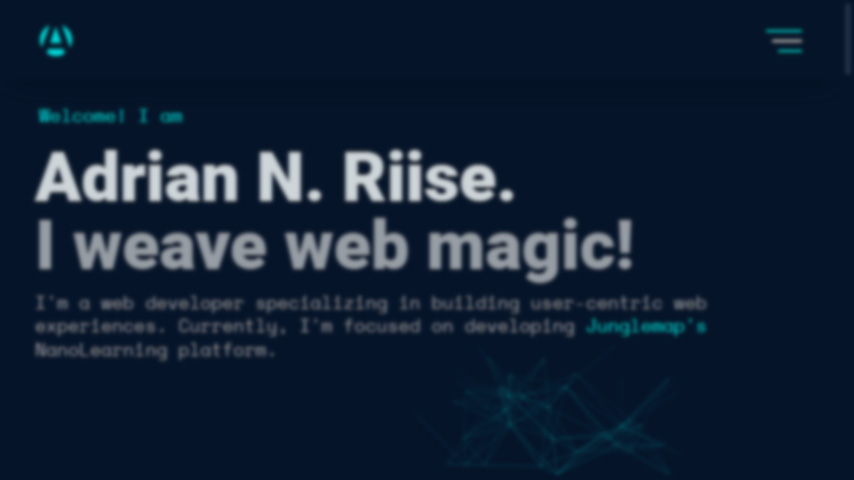 Welcome! I am
Adrian N. Riise.
I weave web magic!
I'm a web developer specializing in building user-centric web
experiences. Currently, I'm focused on developing Junglemap's
NanoLearning platform.